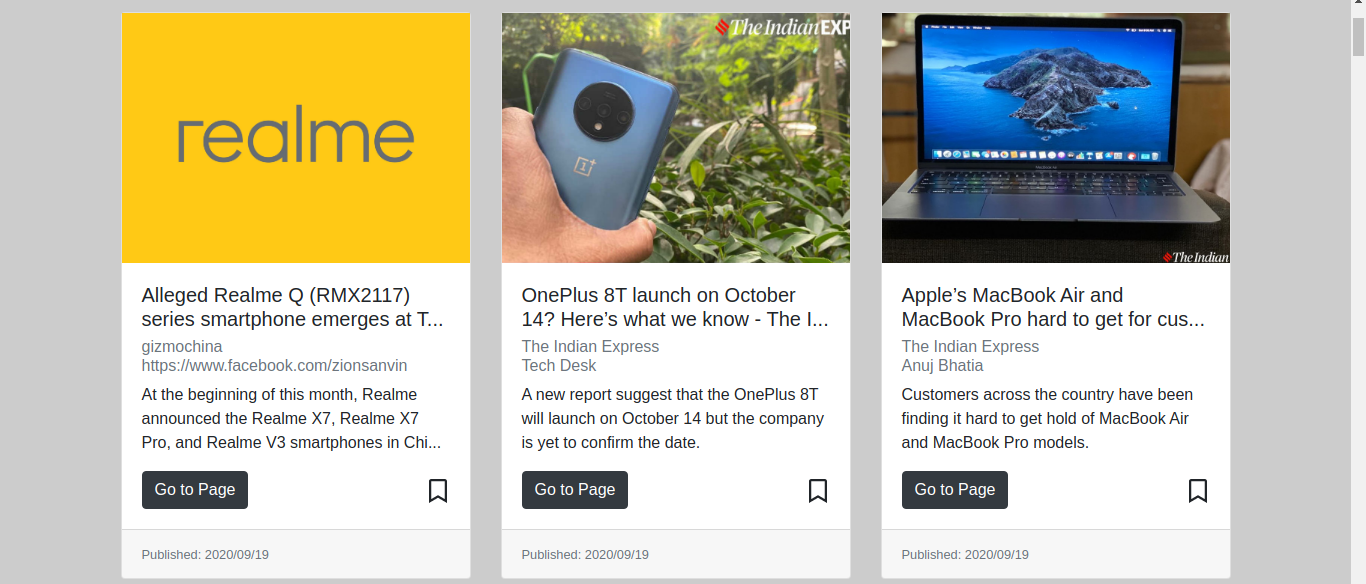 realme
Alleged Realme Q (RMX2117)
series smartphone emerges at T...
gizmochina
https://www.facebook.com/zionsanvin
At the beginning of this month, Realme
announced the Realme X7, Realme X7
Pro, and Realme V3 smartphones in Chi...
Go to Page
Published: 2020/09/19
The Indian EXP
1+
OnePlus 8T launch on October
14? Here’s what we know - The I...
The Indian Express
Tech Desk
A new report suggest that the OnePlus 8T
will launch on October 14 but the company
is yet to confirm the date.
Go to Page
Published: 2020/09/19
The Indian
Apple’s MacBook Air and
MacBook Pro hard to get for cus...
The Indian Express
Anuj Bhatia
Customers across the country have been
finding it hard to get hold of MacBook Air
and MacBook Pro models.
Go to Page
Published: 2020/09/19